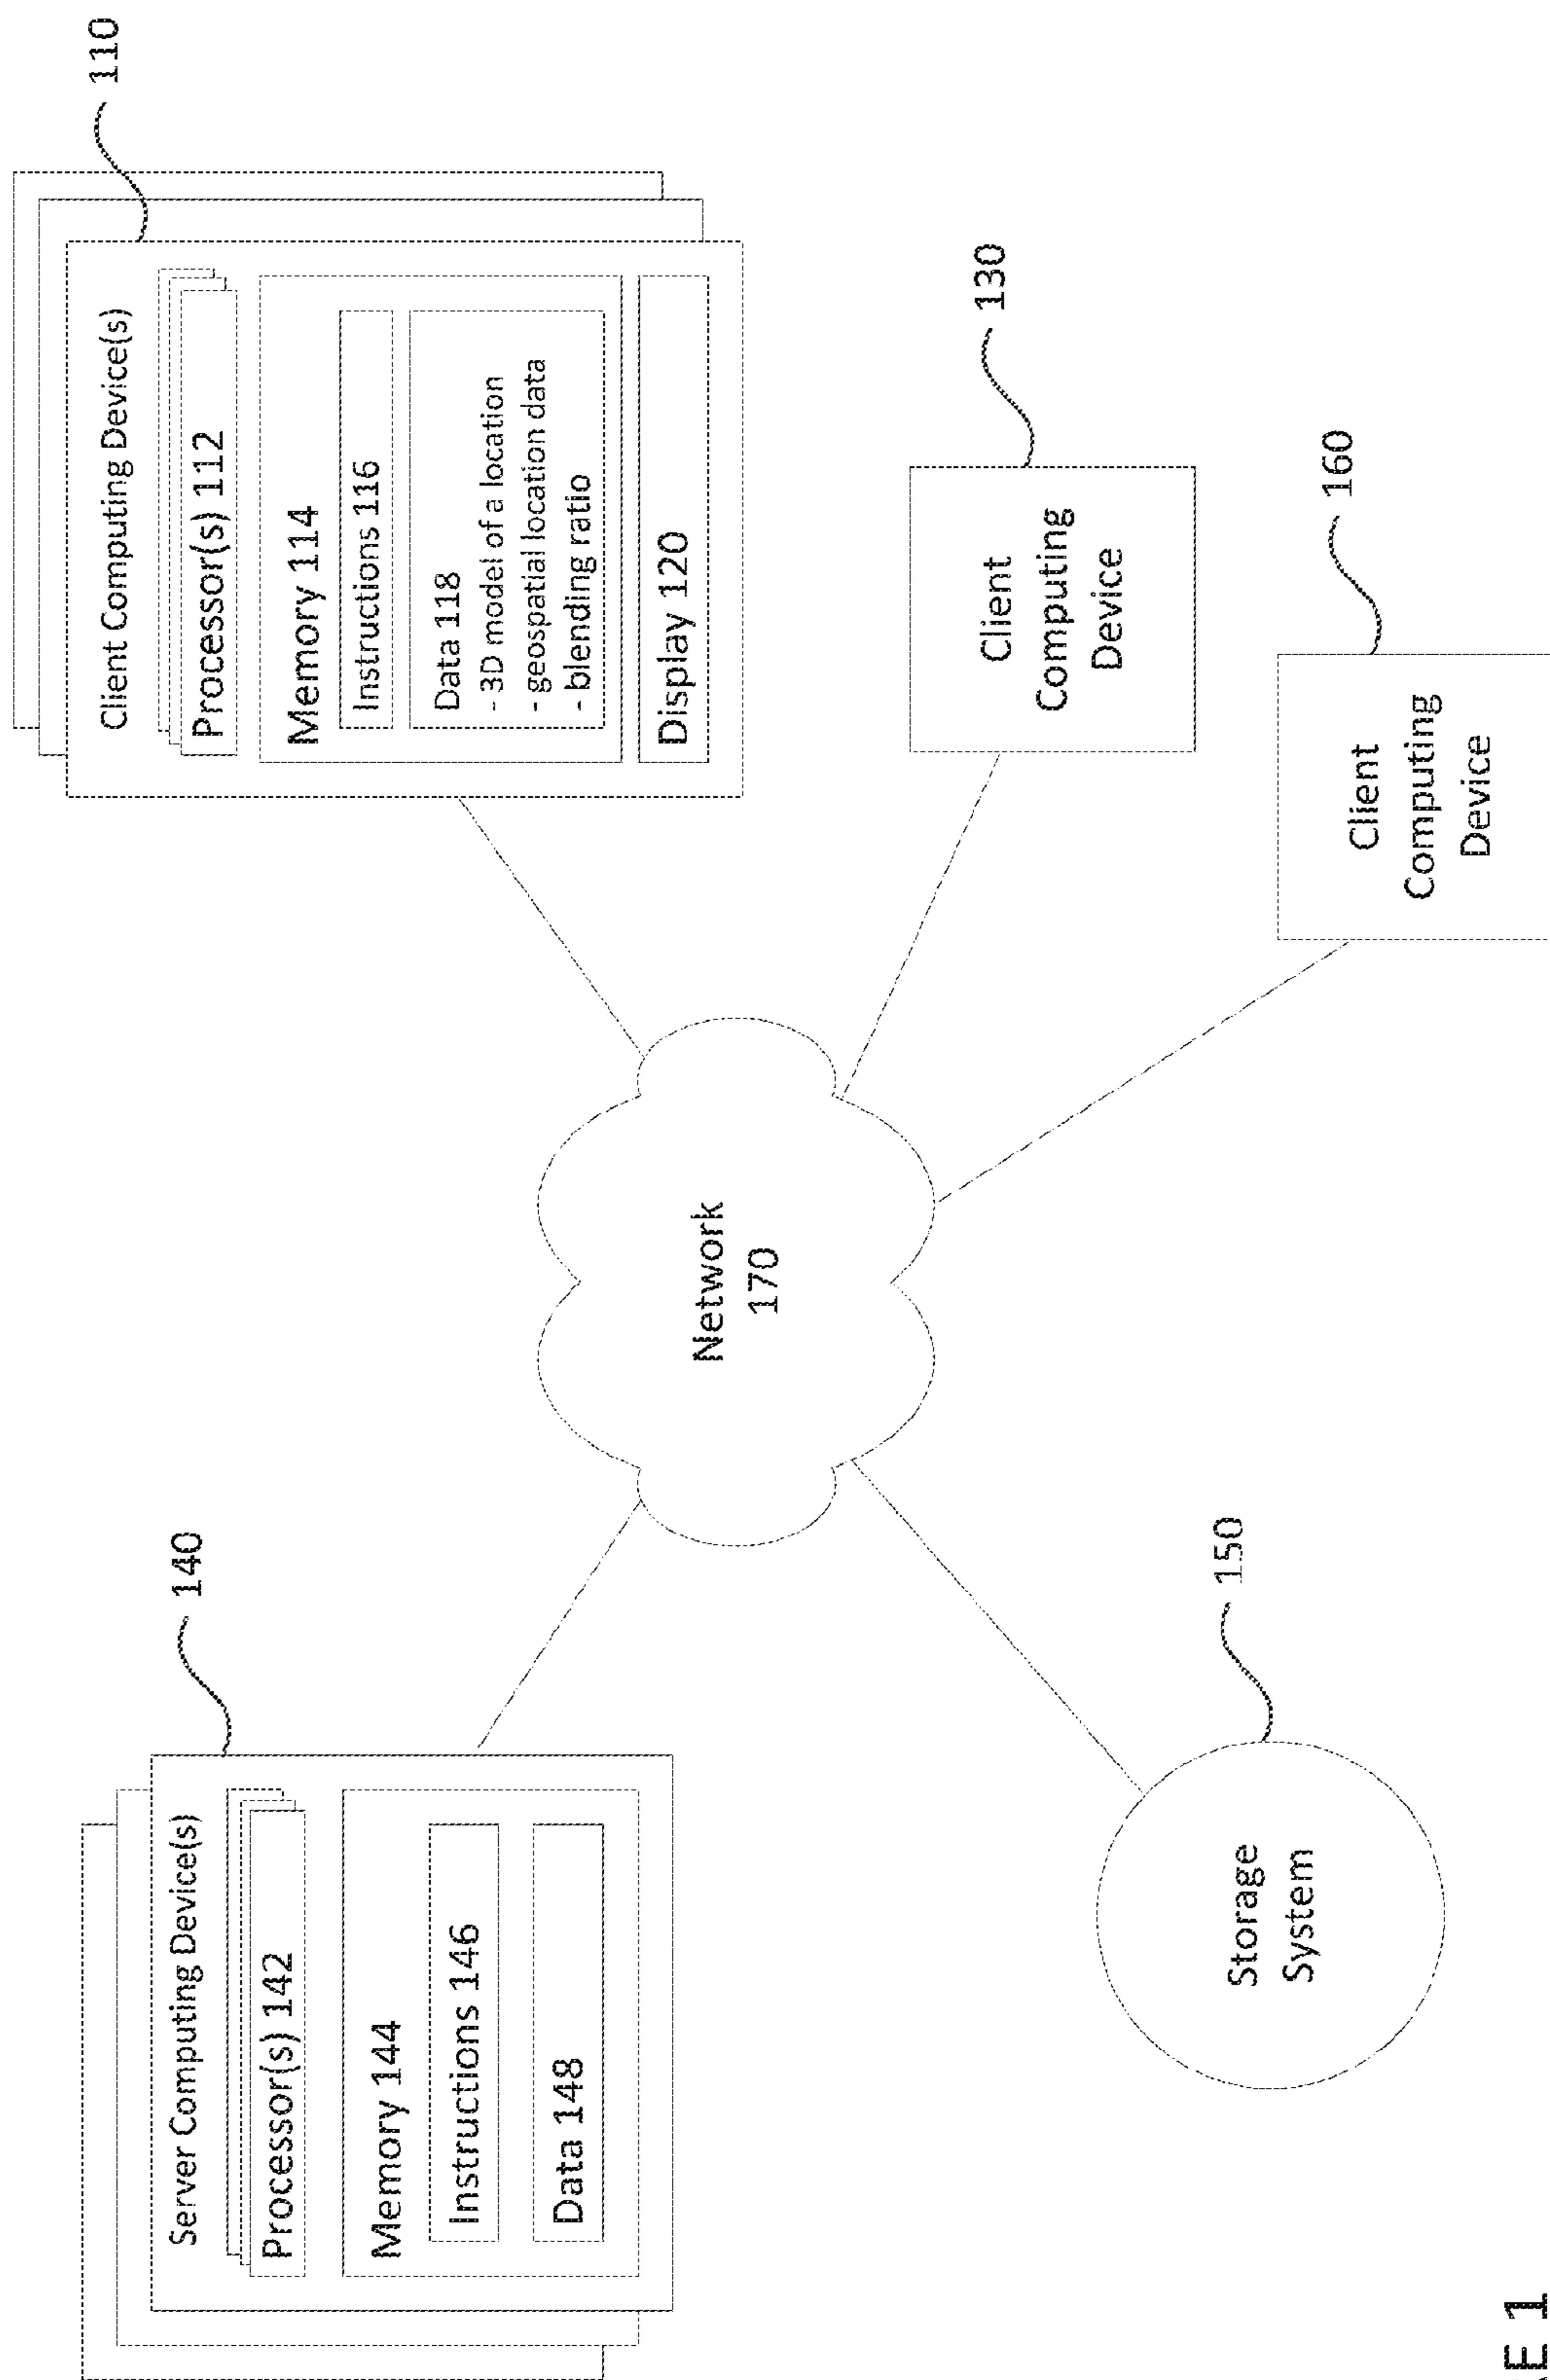 140
Server Computing Device(s)
Processor(s) 142
Memory 144
Instructions 146
Data 148
110
Client Computing Device(s)
Processor(s) 112
Memory 114
Instructions 116
Data 118
- 3D model of a location
- geospatial location data
- blending ratio
Display 120
Network
170
130
Client
Computing
Device
150
Storage
System
160
Client
Computing
Device
E 1